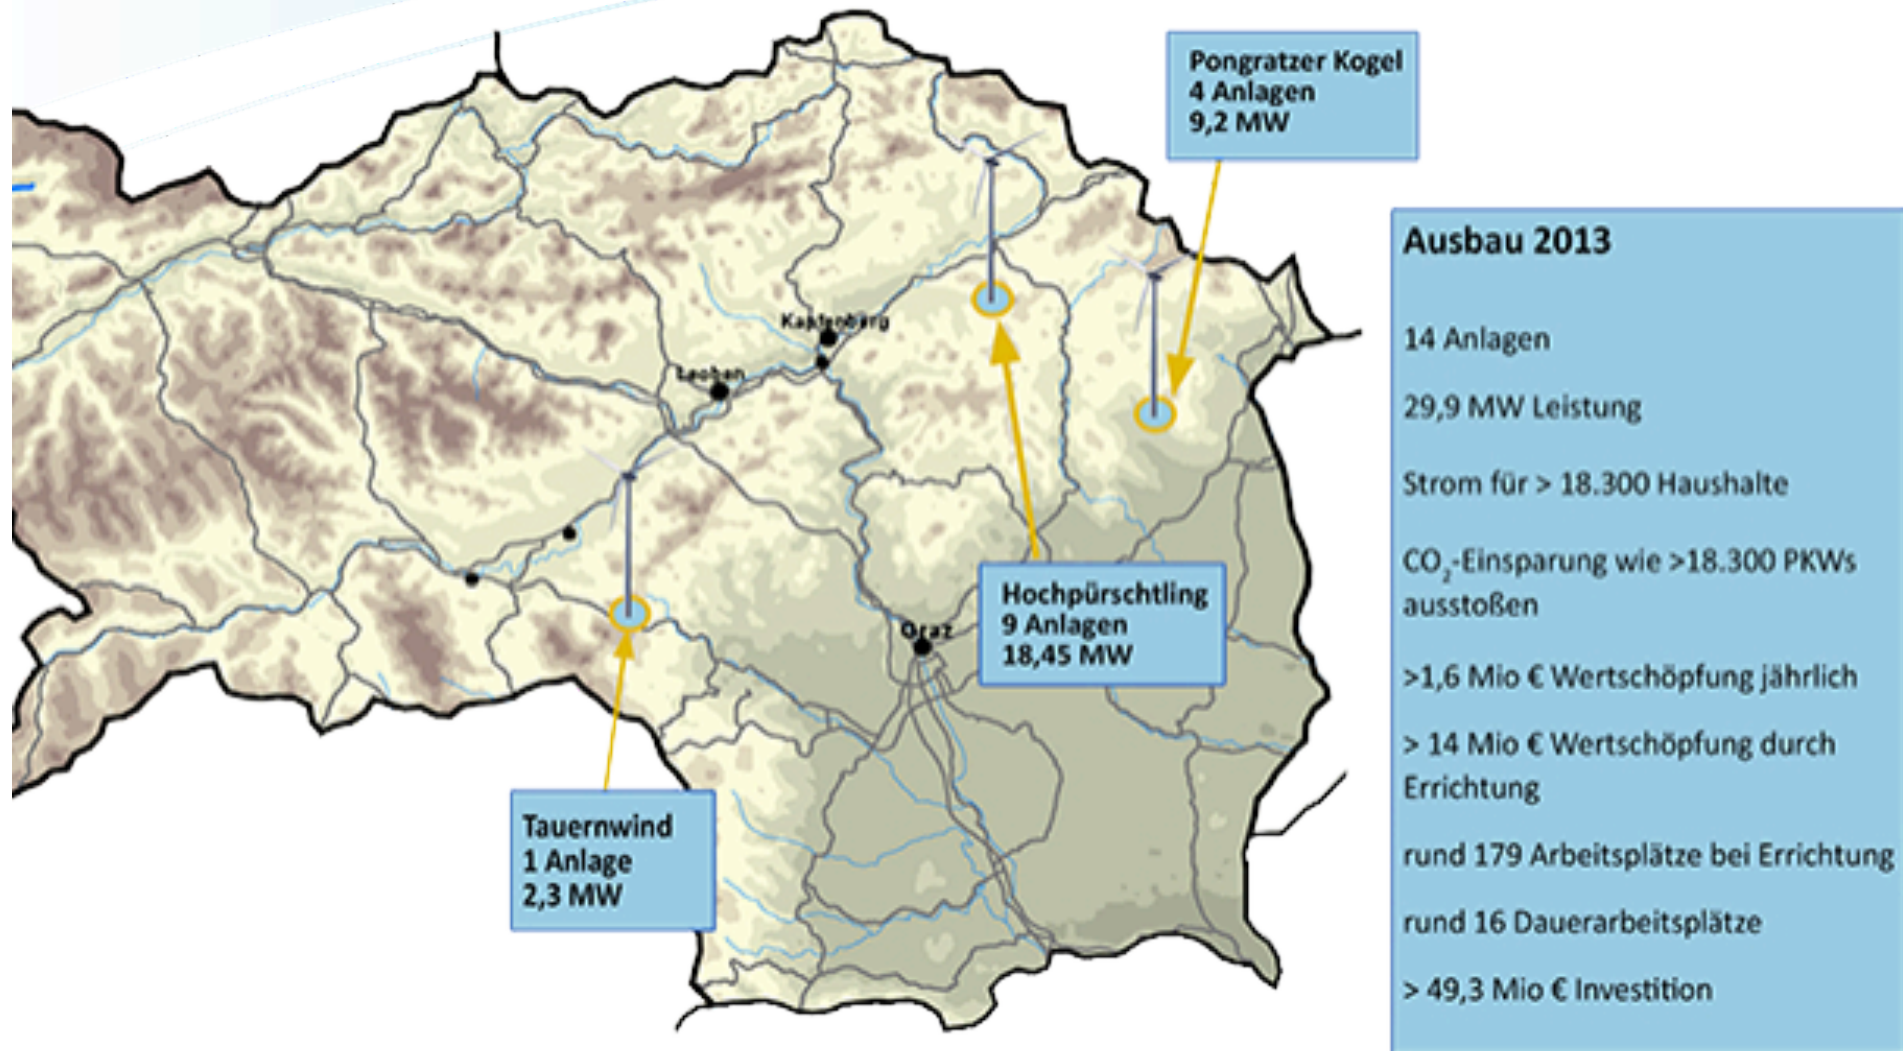 Pongratzer Kogel
4 Anlagen
9,2 MW
Kapfenberg
Leoben
Graz
Hochpürschtling
9 Anlagen
18,45 MW
Tauernwind
1 Anlage
2,3 MW
Ausbau 2013
14 Anlagen
29,9 MW Leistung
Strom für > 18.300 Haushalte
CO₂-Einsparung wie >18.300 PKWs
ausstoßen
>1,6 Mio € Wertschöpfung jährlich
> 14 Mio € Wertschöpfung durch
Errichtung
rund 179 Arbeitsplätze bei Errichtung
rund 16 Dauerarbeitsplätze
> 49,3 Mio € Investition